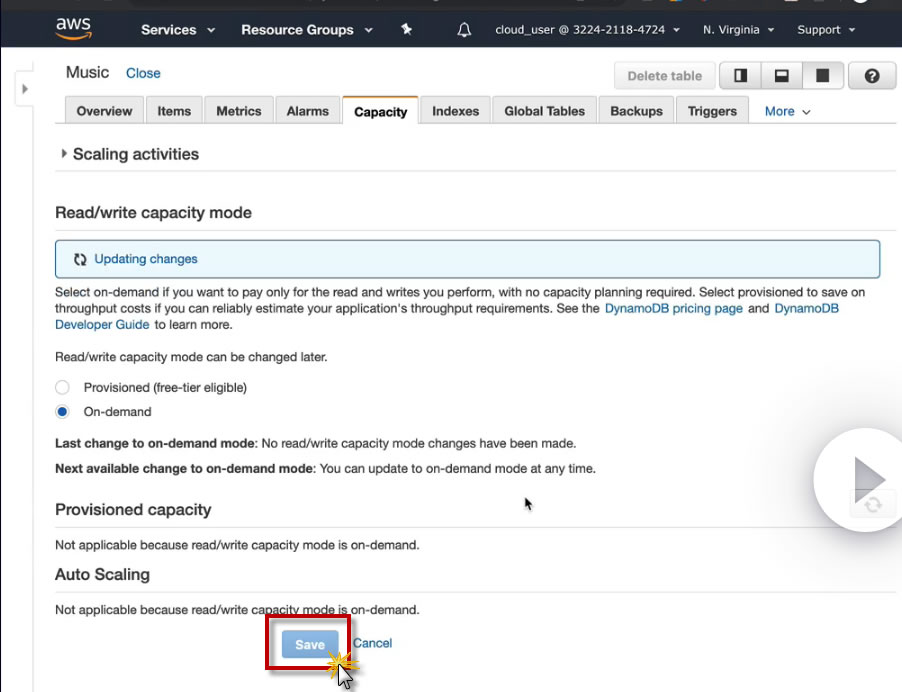 aws
Services Resource Groups cloud_user @ 3224-2118-4724 N. Virginia Support
Music Close Delete table ?
Overview Items Metrics Alarms Capacity Indexes Global Tables Backups Triggers More
Scaling activities
Read/write capacity mode
Updating changes
Select on-demand if you want to pay only for the read and writes you perform, with no capacity planning required. Select provisioned to save on
throughput costs if you can reliably estimate your application's throughput requirements. See the DynamoDB pricing page and DynamoDB
Developer Guide to learn more.
Read/write capacity mode can be changed later.
Provisioned (free-tier eligible)
On-demand
Last change to on-demand mode: No read/write capacity mode changes have been made.
Next available change to on-demand mode: You can update to on-demand mode at any time.
Provisioned capacity
Not applicable because read/write capacity mode is on-demand.
Auto Scaling
Not applicable because read/write capacity mode is on-demand.
Save Cancel